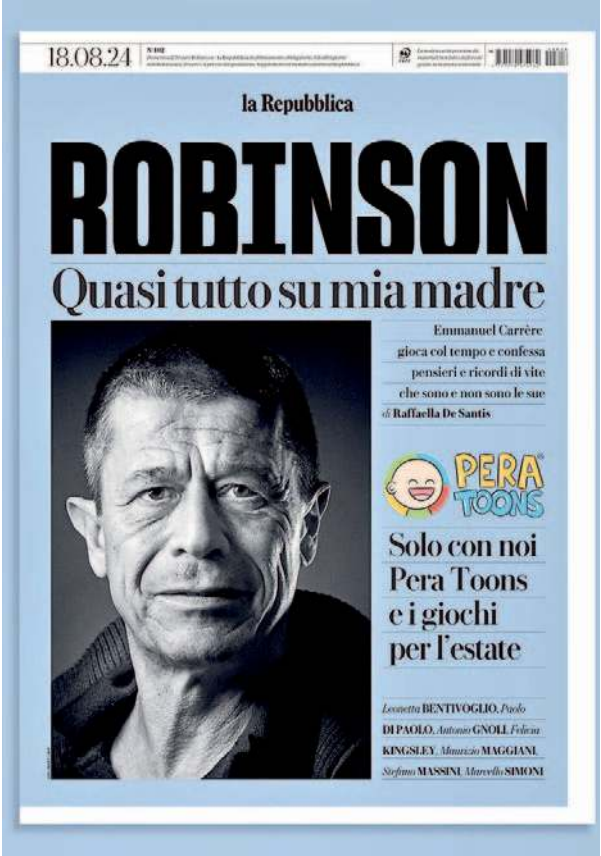 18.08.24
la Repubblica
ROBINSON
Quasi tutto su mia madre
Emmanuel Carrère
gioca col tempo e confessa
pensieri e ricordi di vite
che sono e non sono le sue
di Raffaella De Santis
PERA
TOONS
Solo con noi
Pera Toons
e i giochi
per l'estate
Leonetta BENTIVOGLIO, Paolo
DI PAOLO, Antonio GNOLI, Felicia
KINGSLEY, Maurizio MAGGIANI,
Stefano MASSINI, Marcello SIMONI